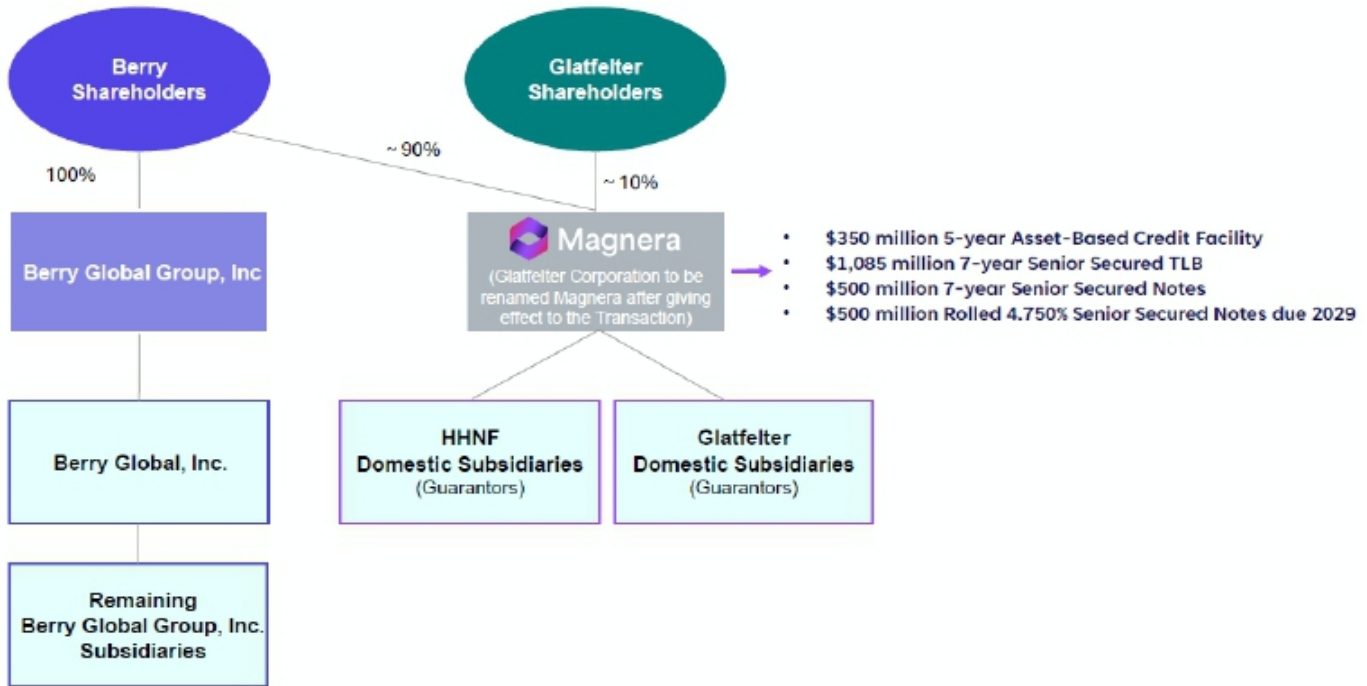 Berry
Shareholders
Glatfelter
Shareholders
100%
~ 90%
~ 10%
Berry Global Group, Inc
Magnera
(Glatfelter Corporation to be
renamed Magnera after giving
effect to the Transaction)
• $350 million 5-year Asset-Based Credit Facility
• $1,085 million 7-year Senior Secured TLB
• $500 million 7-year Senior Secured Notes
• $500 million Rolled 4.750% Senior Secured Notes due 2029
Berry Global, Inc.
HHNF
Domestic Subsidiaries
(Guarantors)
Glatfelter
Domestic Subsidiaries
(Guarantors)
Remaining
Berry Global Group, Inc.
Subsidiaries